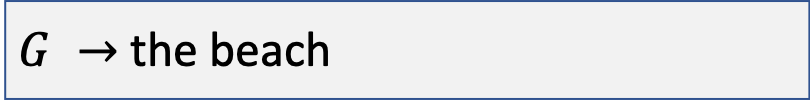 G → the beach